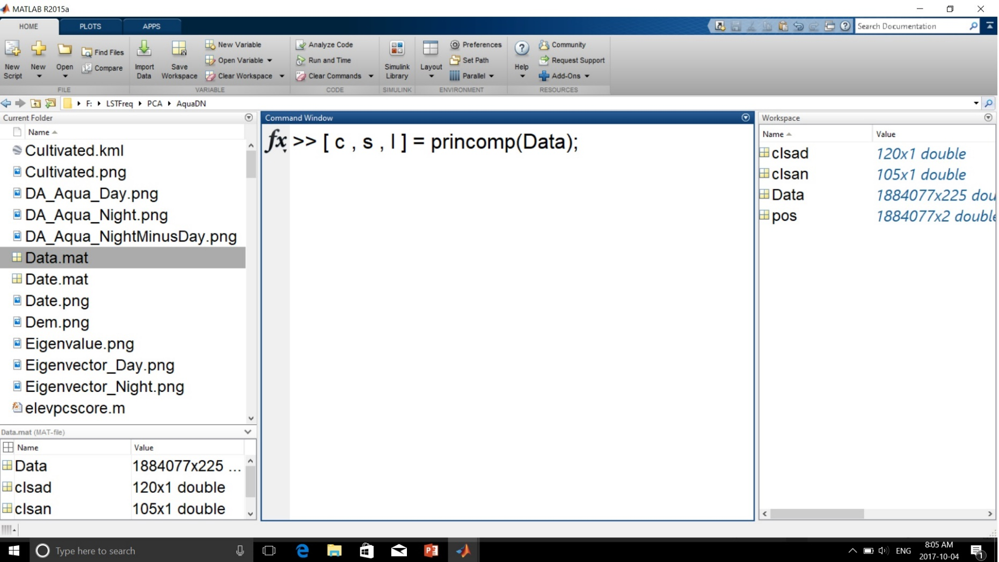 MATLAB R2015a
HOME PLOTS APPS
Search Documentation
New Script
New
Open
Find Files
Compare
FILE
Import Data
Save Workspace
New Variable
Open Variable
Clear Workspace
VARIABLE
Analyze Code
Run and Time
Clear Commands
CODE
Simulink Library
SIMULINK
Layout
Preferences
Set Path
Parallel
ENVIRONMENT
Help
Community
Request Support
Add-Ons
RESOURCES
F: LSTFreq PCA AquaDN
Current Folder
Name
Cultivated.kml
Cultivated.png
DA_Aqua_Day.png
DA_Aqua_Night.png
DA_Aqua_NightMinusDay.png
Data.mat
Date.mat
Date.png
Dem.png
Eigenvalue.png
Eigenvector_Day.png
Eigenvector_Night.png
elevpcscore.m
Data.mat (MAT-file)
Name Value
Data 1884077x225 ...
clsad 120x1 double
clsan 105x1 double
Command Window
fx >> [ c , s , l ] = princomp(Data);
Workspace
Name Value
clsad 120x1 double
clsan 105x1 double
Data 1884077x225 dou
pos 1884077x2 double
Type here to search
ENG
8:05 AM
2017-10-04
1